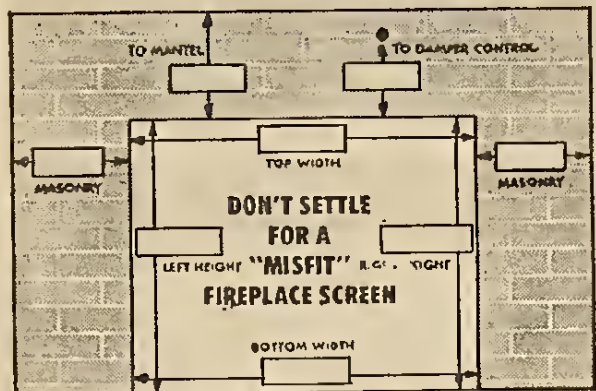 TO MANTEL
TO DAMPER CONTROL
TOP WIDTH
MASONRY
MASONRY
DON'T SETTLE
FOR A
LEFT HEIGHT
"MISFIT"
FIREPLACE SCREEN
BOTTOM WIDTH